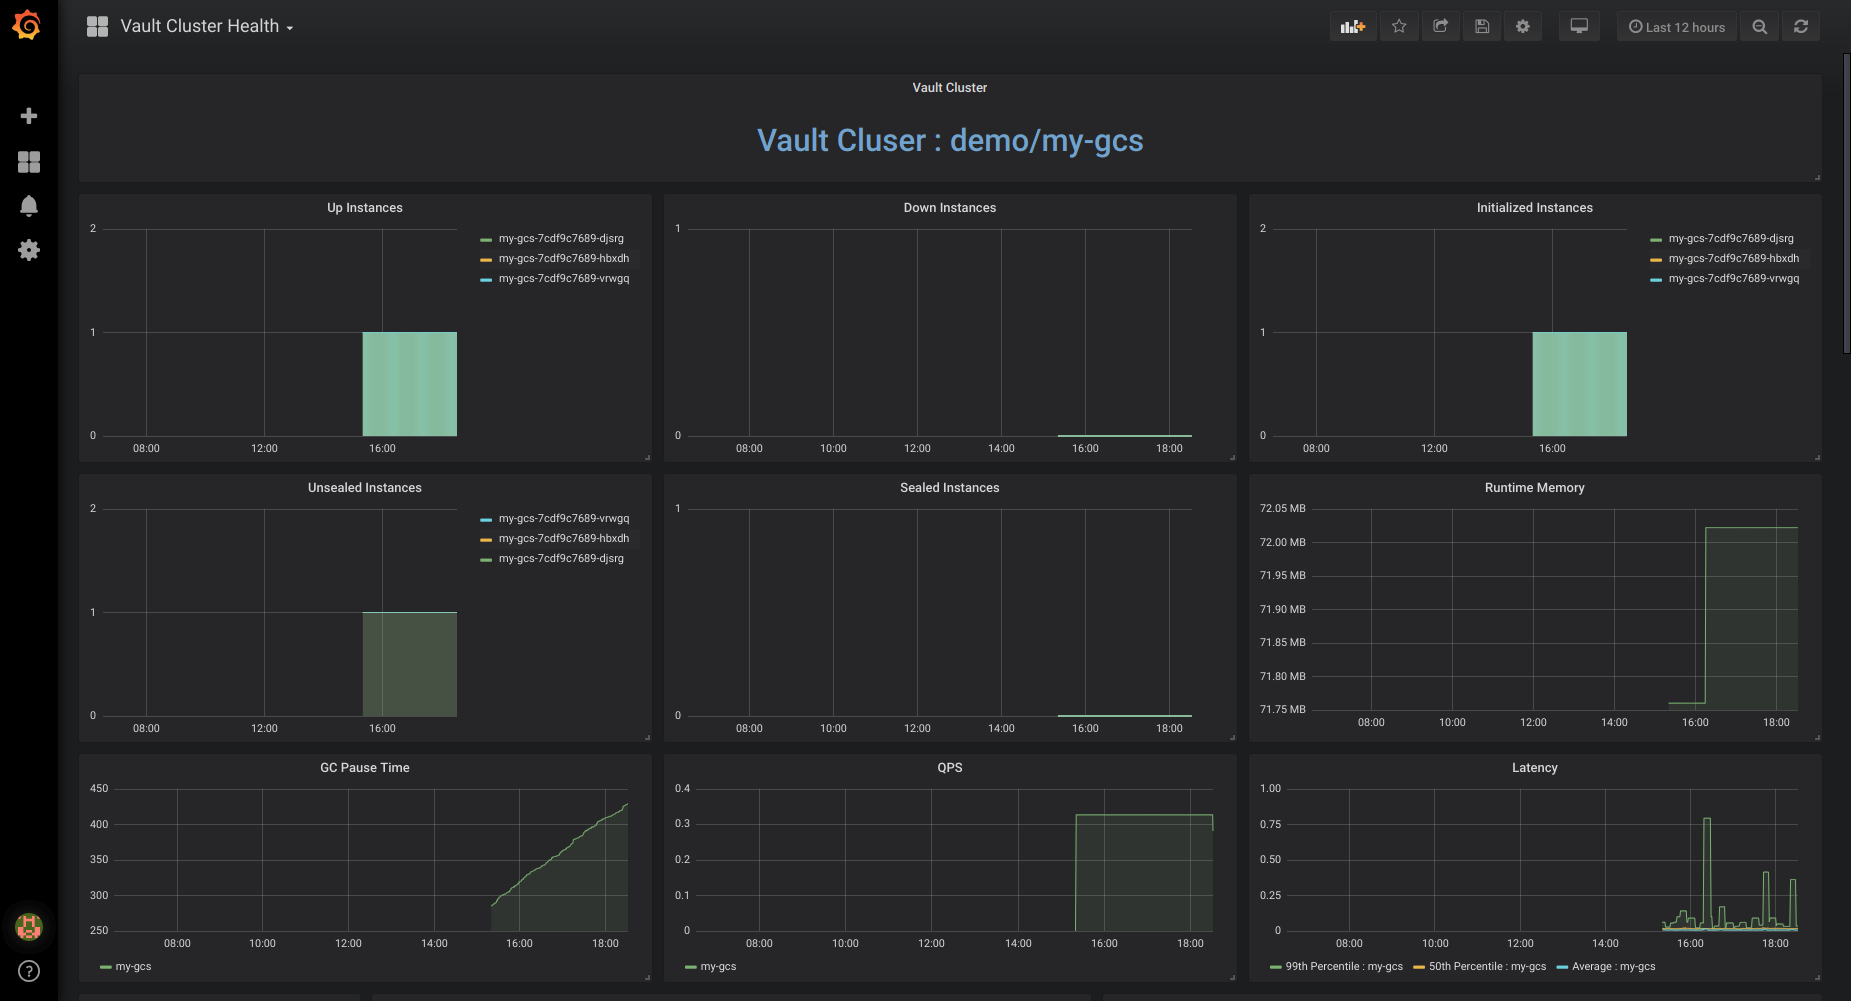 Vault Cluster Health
Last 12 hours
Vault Cluster
Vault Cluser : demo/my-gcs
Up Instances
2
1
0
08:00 12:00 16:00
my-gcs-7cdf9c7689-djsrg
my-gcs-7cdf9c7689-hbxdh
my-gcs-7cdf9c7689-vrwgq
Down Instances
1
0
08:00 10:00 12:00 14:00 16:00 18:00
Initialized Instances
2
1
0
08:00 12:00 16:00
my-gcs-7cdf9c7689-djsrg
my-gcs-7cdf9c7689-hbxdh
my-gcs-7cdf9c7689-vrwgq
Unsealed Instances
2
1
0
08:00 12:00 16:00
my-gcs-7cdf9c7689-vrwgq
my-gcs-7cdf9c7689-hbxdh
my-gcs-7cdf9c7689-djsrg
Sealed Instances
1
0
08:00 10:00 12:00 14:00 16:00 18:00
Runtime Memory
72.05 MB
72.00 MB
71.95 MB
71.90 MB
71.85 MB
71.80 MB
71.75 MB
08:00 10:00 12:00 14:00 16:00 18:00
GC Pause Time
450
400
350
300
250
08:00 10:00 12:00 14:00 16:00 18:00
my-gcs
QPS
0.4
0.3
0.2
0.1
0
08:00 10:00 12:00 14:00 16:00 18:00
my-gcs
Latency
1.00
0.75
0.50
0.25
0
08:00 10:00 12:00 14:00 16:00 18:00
99th Percentile : my-gcs 50th Percentile : my-gcs Average : my-gcs